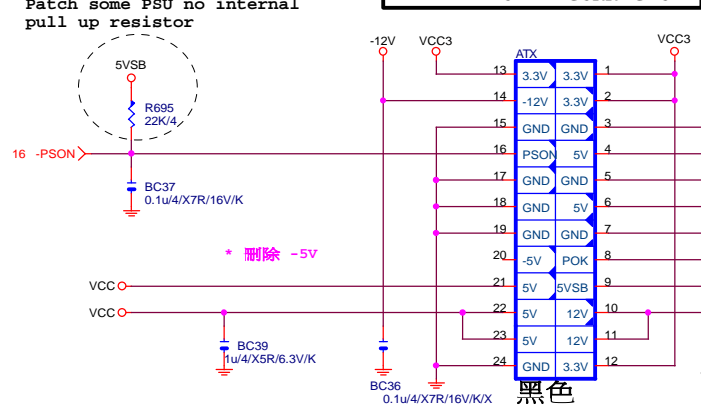 Patch some PSU no internal
pull up resistor
5VSB
R695
22K/4
16 -PSON
BC37
0.1u/4/X7R/16V/K
* 删除 -5V
VCC
VCC
BC39
1u/4/X5R/6.3V/K
-12V
VCC3
VCC3
ATX
13 3.3V 3.3V 1
14 -12V 3.3V 2
15 GND GND 3
16 PSON 5V 4
17 GND GND 5
18 GND 5V 6
19 GND GND 7
20 -5V POK 8
21 5V 5VSB 9
22 5V 12V 10
23 5V 12V 11
24 GND 3.3V 12
BC36
0.1u/4/X7R/16V/K/X
黑色